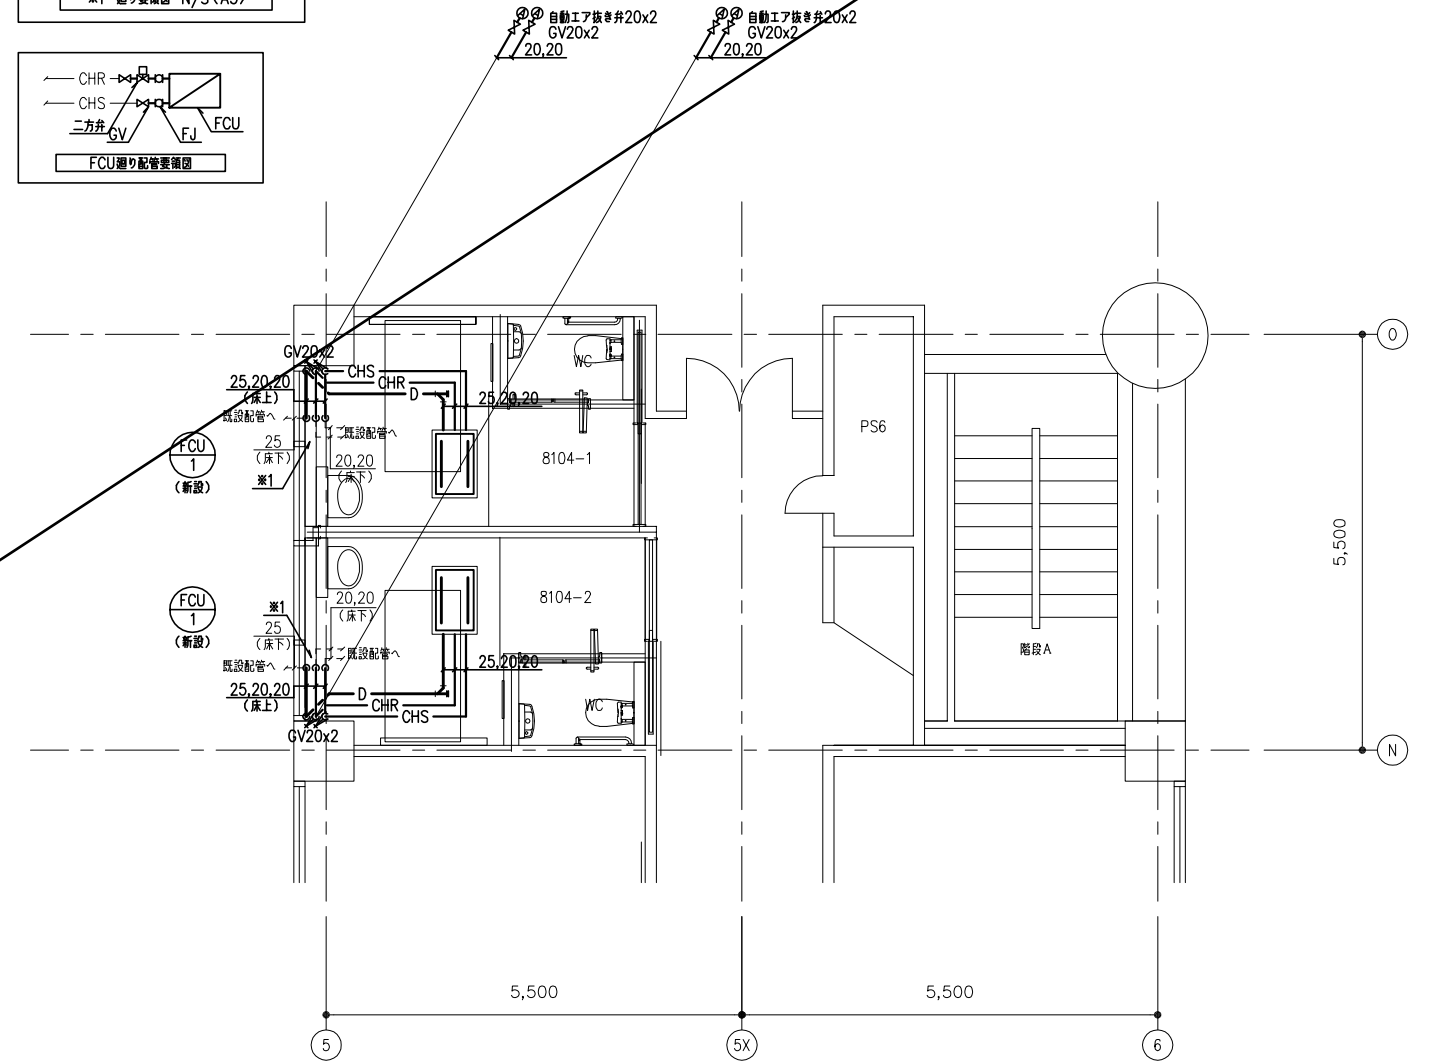 ※1 廻り要領図 N/S(A3)
CHR
CHS
二方弁
GV
FJ
FCU
FCU廻り配管要領図
自動エア抜き弁20x2
GV20x2
20,20
自動エア抜き弁20x2
GV20x2
20,20
O
GV20x2
CHS
CHR
D
25,20,20
(床上)
既設配管へ
既設配管へ
25,20,20
WC
PS6
FCU
1
(新設)
25
(床下)
※1
20,20
(床下)
8104-1
5,500
FCU
1
(新設)
※1
25
(床下)
20,20
(床下)
8104-2
既設配管へ
既設配管へ
25,20,20
25,20,20
(床上)
D
CHR
CHS
GV20x2
WC
階段A
N
5,500
5,500
5
5X
6